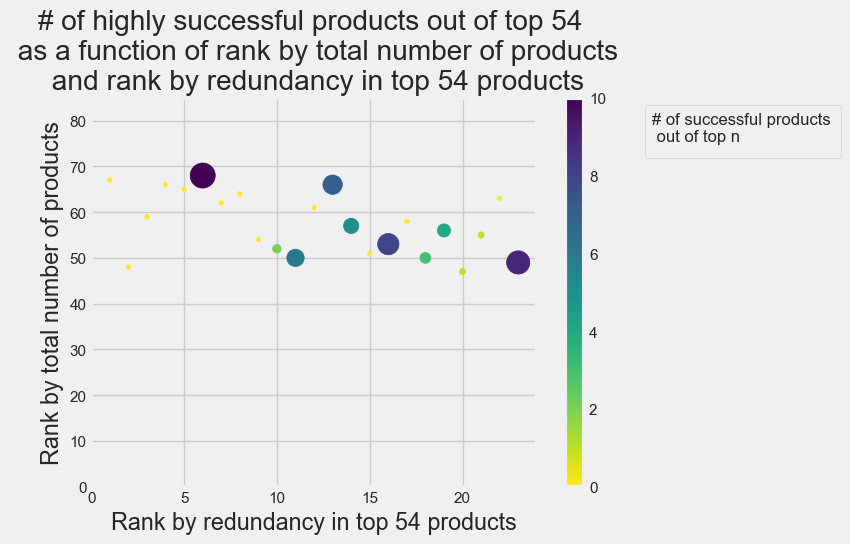 # of highly successful products out of top 54
as a function of rank by total number of products
and rank by redundancy in top 54 products
# of successful products
out of top n
Rank by total number of products
80
70
60
50
40
30
20
10
0
0
5
10
15
20
Rank by redundancy in top 54 products
10
8
6
4
2
0